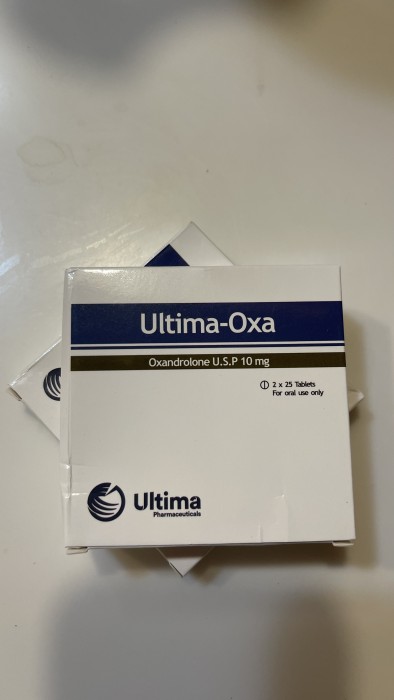 Ultima-Oxa
Oxandrolone U.S.P 10 mg
2 x 25 Tablets
For oral use only
Ultima
Pharmaceuticals